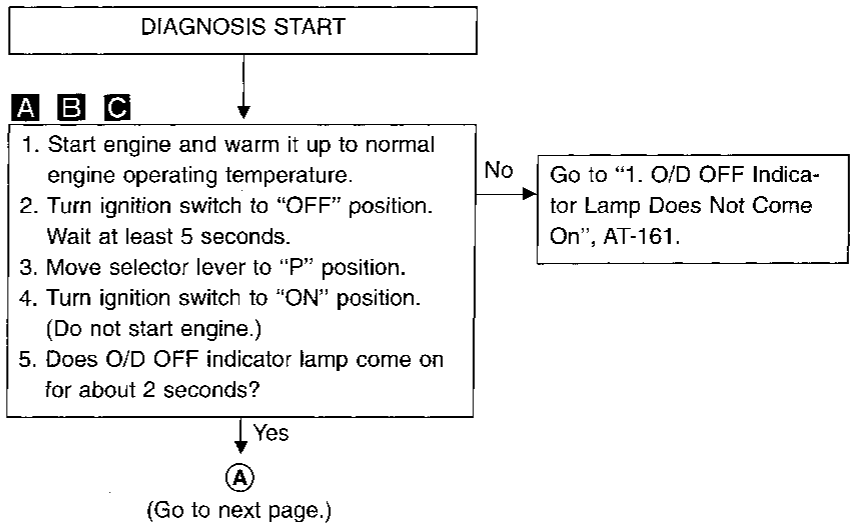 DIAGNOSIS START
A B C
1. Start engine and warm it up to normal
engine operating temperature.
2. Turn ignition switch to “OFF” position.
Wait at least 5 seconds.
3. Move selector lever to “P” position.
4. Turn ignition switch to “ON” position.
(Do not start engine.)
5. Does O/D OFF indicator lamp come on
for about 2 seconds?
No
Go to “1. O/D OFF Indica-
tor Lamp Does Not Come
On”, AT-161.
Yes
A
(Go to next page.)